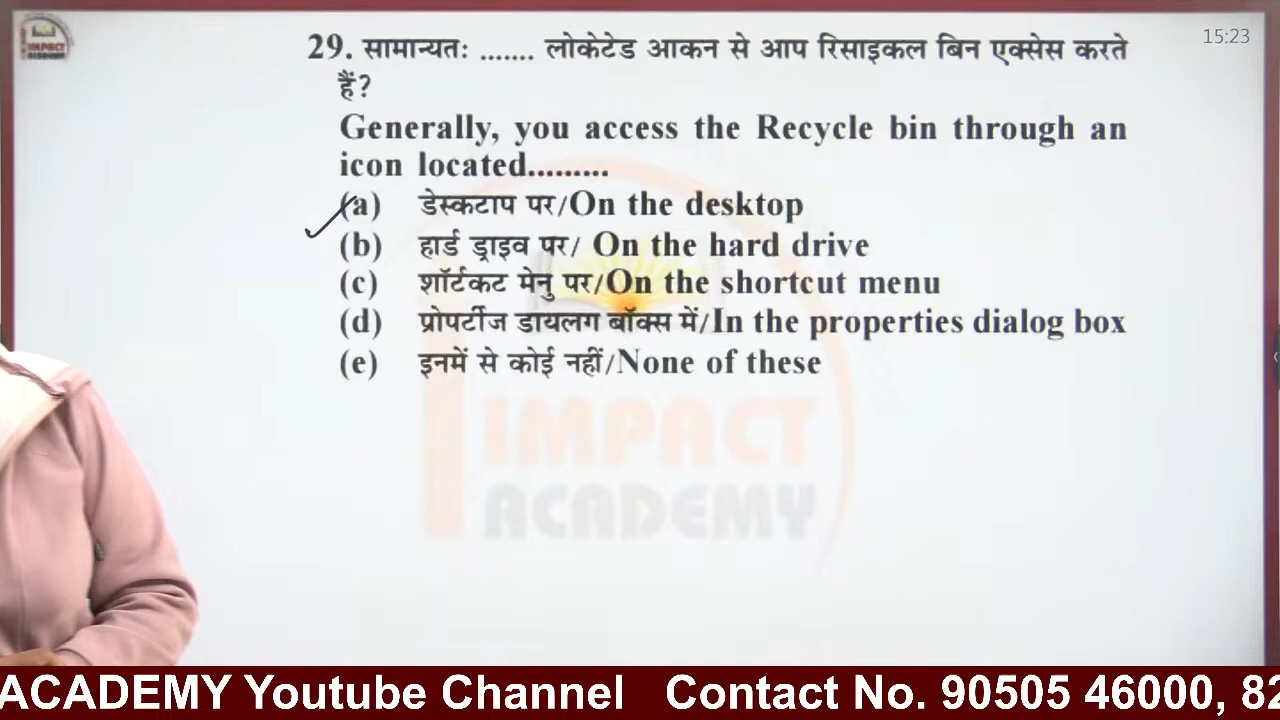 IMPACT
ACADEMY
15:23
29. सामान्यतः ....... लोकेटेड आकन से आप रिसाइकल बिन एक्सेस करते
हैं?
Generally, you access the Recycle bin through an
icon located.........
(a) डेस्कटाप पर/On the desktop
(b) हार्ड ड्राइव पर/ On the hard drive
(c) शॉर्टकट मेनु पर/On the shortcut menu
(d) प्रोपर्टीज डायलग बॉक्स में/In the properties dialog box
(e) इनमें से कोई नहीं/None of these
IMPACT
ACADEMY
ACADEMY Youtube Channel Contact No. 90505 46000, 82